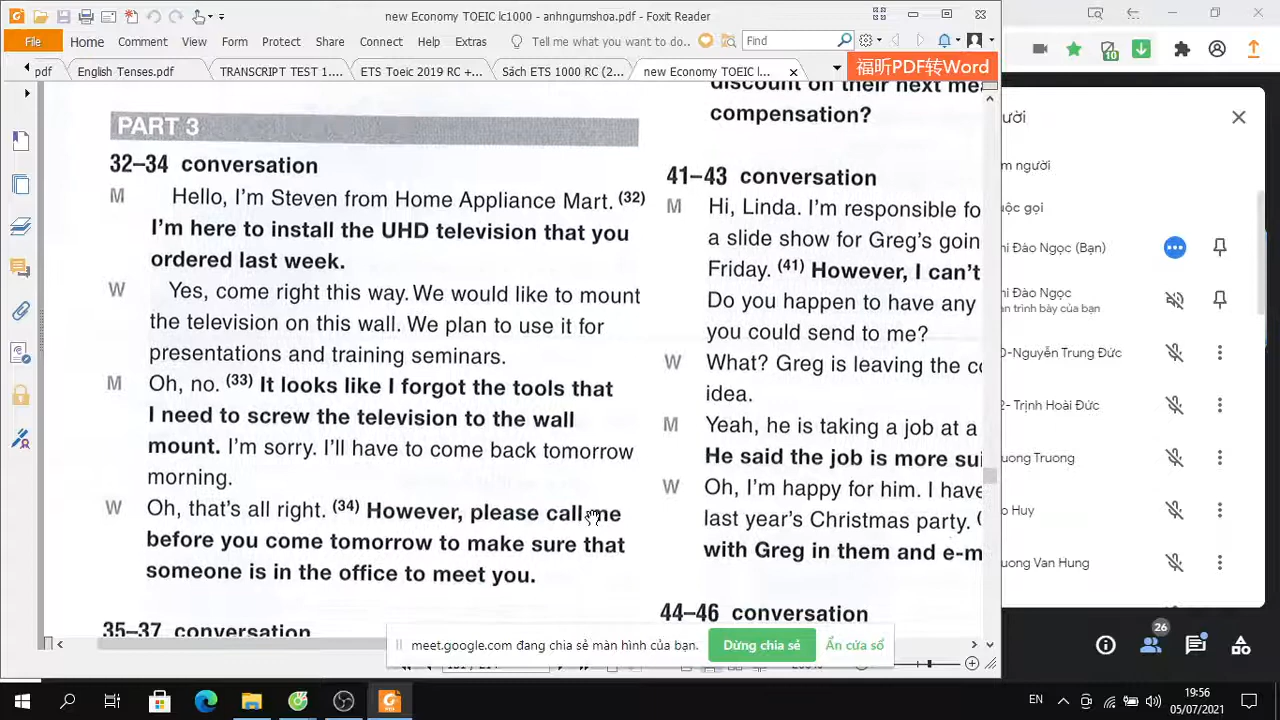 new Economy TOEIC lc1000 - anhngumshoa.pdf - Foxit Reader
File Home Comment View Form Protect Share Connect Help Extras Tell me what you want to do.. Find
pdf English Tenses.pdf TRANSCRIPT TEST 1.... ETS Toeic 2019 RC +... Sách ETS 1000 RC (2... new Economy TOEIC l...
福昕PDF转Word
PART 3
32–34 conversation
M Hello, I'm Steven from Home Appliance Mart. (32)
I'm here to install the UHD television that you
ordered last week.
W Yes, come right this way. We would like to mount
the television on this wall. We plan to use it for
presentations and training seminars.
M Oh, no. (33) It looks like I forgot the tools that
I need to screw the television to the wall
mount. I'm sorry. I'll have to come back tomorrow
morning.
W Oh, that's all right. (34) However, please call me
before you come tomorrow to make sure that
someone is in the office to meet you.
35–37 conversation
discount on their next me
compensation?
41–43 conversation
M Hi, Linda. I'm responsible fo
a slide show for Greg's goin
Friday. (41) However, I can't
Do you happen to have any
you could send to me?
W What? Greg is leaving the c
idea.
M Yeah, he is taking a job at a
He said the job is more sui
W Oh, I'm happy for him. I have
last year's Christmas party.
with Greg in them and e-m
44–46 conversation
meet.google.com đang chia sẻ màn hình của bạn.
Dừng chia sẻ
Ẩn cửa sổ
10
ười
m người
uộc gọi
ni Đào Ngọc (Bạn)
ni Đào Ngọc
n trình bày của bạn
0-Nguyễn Trung Đức
2- Trịnh Hoài Đức
uong Truong
o Huy
uong Van Hung
26
EN
19:56
05/07/2021